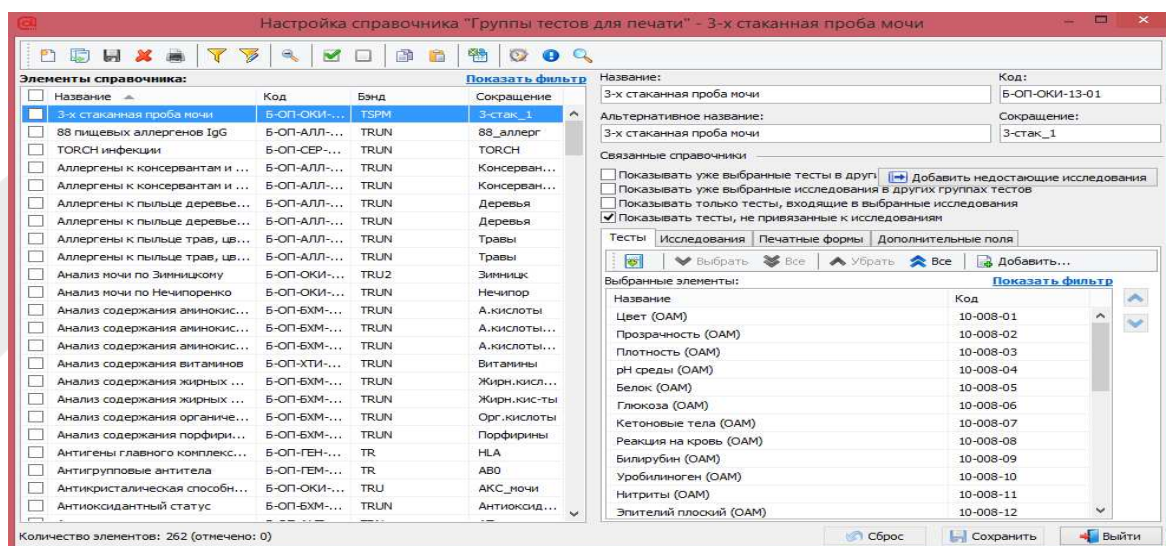 Настройка справочника "Группы тестов для печати" - 3-х стаканная проба мочи
Элементы справочника: Показать фильтр
Название Код Бэнд Сокращение
3-х стаканная проба мочи Б-ОП-ОКИ-... TSPM 3-стак_1
88 пищевых аллергенов IgG Б-ОП-АЛЛ-... TRUN 88_аллерг
TORCH инфекции Б-ОП-СЕР-... TRUN TORCH
Аллергены к консервантам и ... Б-ОП-АЛЛ-... TRUN Консерван...
Аллергены к консервантам и ... Б-ОП-АЛЛ-... TRUN Консерван...
Аллергены к пыльце деревье... Б-ОП-АЛЛ-... TRUN Деревья
Аллергены к пыльце деревье... Б-ОП-АЛЛ-... TRUN Деревья
Аллергены к пыльце трав, цв... Б-ОП-АЛЛ-... TRUN Травы
Аллергены к пыльце трав, цв... Б-ОП-АЛЛ-... TRUN Травы
Анализ мочи по Зимницкому Б-ОП-ОКИ-... TRU2 Зимницк
Анализ мочи по Нечипоренко Б-ОП-ОКИ-... TRUN Нечипор
Анализ содержания аминокис... Б-ОП-БХМ-... TRUN А.кислоты
Анализ содержания аминокис... Б-ОП-БХМ-... TRUN А.кислоты...
Анализ содержания аминокис... Б-ОП-БХМ-... TRUN А.кислоты...
Анализ содержания витаминов Б-ОП-ХТИ-... TRUN Витамины
Анализ содержания жирных ... Б-ОП-БХМ-... TRUN Жирн.кисл...
Анализ содержания жирных ... Б-ОП-БХМ-... TRUN Жирн.кис-ты
Анализ содержания органиче... Б-ОП-БХМ-... TRUN Орг.кислоты
Анализ содержания порфири... Б-ОП-БХМ-... TRUN Порфирины
Антигены главного комплекс... Б-ОП-ГЕН-... TR HLA
Антигрупповые антитела Б-ОП-ГЕМ-... TR AB0
Антикристалическая способн... Б-ОП-ОКИ-... TRU АКС_мочи
Антиоксидантный статус Б-ОП-БХМ-... TRUN Антиоксид...
Количество элементов: 262 (отмечено: 0)
Название: Код:
3-х стаканная проба мочи Б-ОП-ОКИ-13-01
Альтернативное название: Сокращение:
3-х стаканная проба мочи 3-стак_1
Связанные справочники
Показывать уже выбранные тесты в други Добавить недостающие исследования
Показывать уже выбранные исследования в других группах тестов
Показывать только тесты, входящие в выбранные исследования
Показывать тесты, не привязанные к исследованиям
Тесты Исследования Печатные формы Дополнительные поля
Выбрать Все Убрать Все Добавить...
Выбранные элементы: Показать фильтр
Название Код
Цвет (ОАМ) 10-008-01
Прозрачность (ОАМ) 10-008-02
Плотность (ОАМ) 10-008-03
pH среды (ОАМ) 10-008-04
Белок (ОАМ) 10-008-05
Глюкоза (ОАМ) 10-008-06
Кетоновые тела (ОАМ) 10-008-07
Реакция на кровь (ОАМ) 10-008-08
Билирубин (ОАМ) 10-008-09
Уробилиноген (ОАМ) 10-008-10
Нитриты (ОАМ) 10-008-11
Эпителий плоский (ОАМ) 10-008-12
Сброс Сохранить Выйти